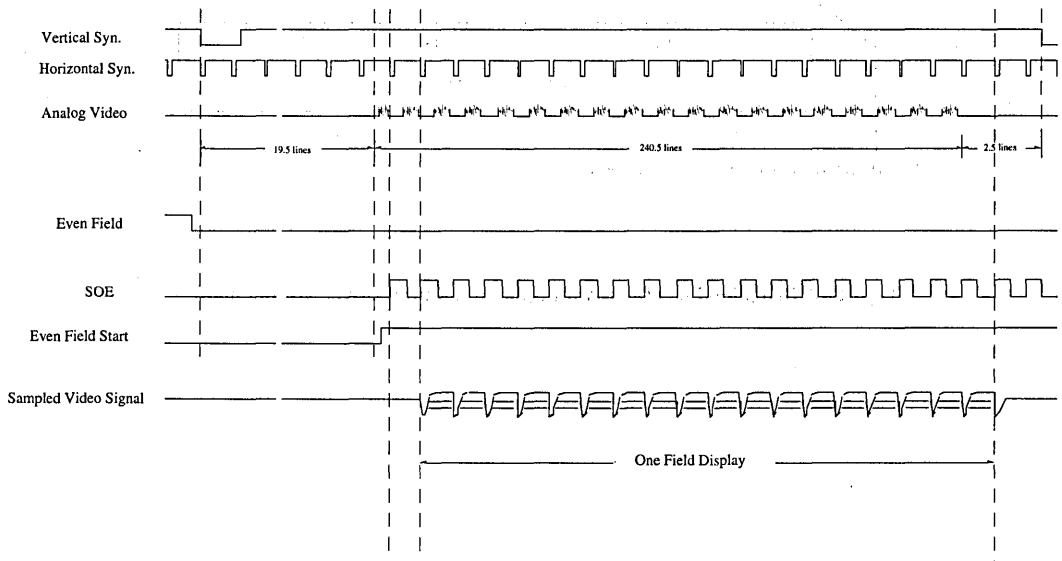 Vertical Syn.
Horizontal Syn.
Analog Video
19.5 lines
240.5 lines
2.5 lines
Even Field
SOE
Even Field Start
Sampled Video Signal
One Field Display